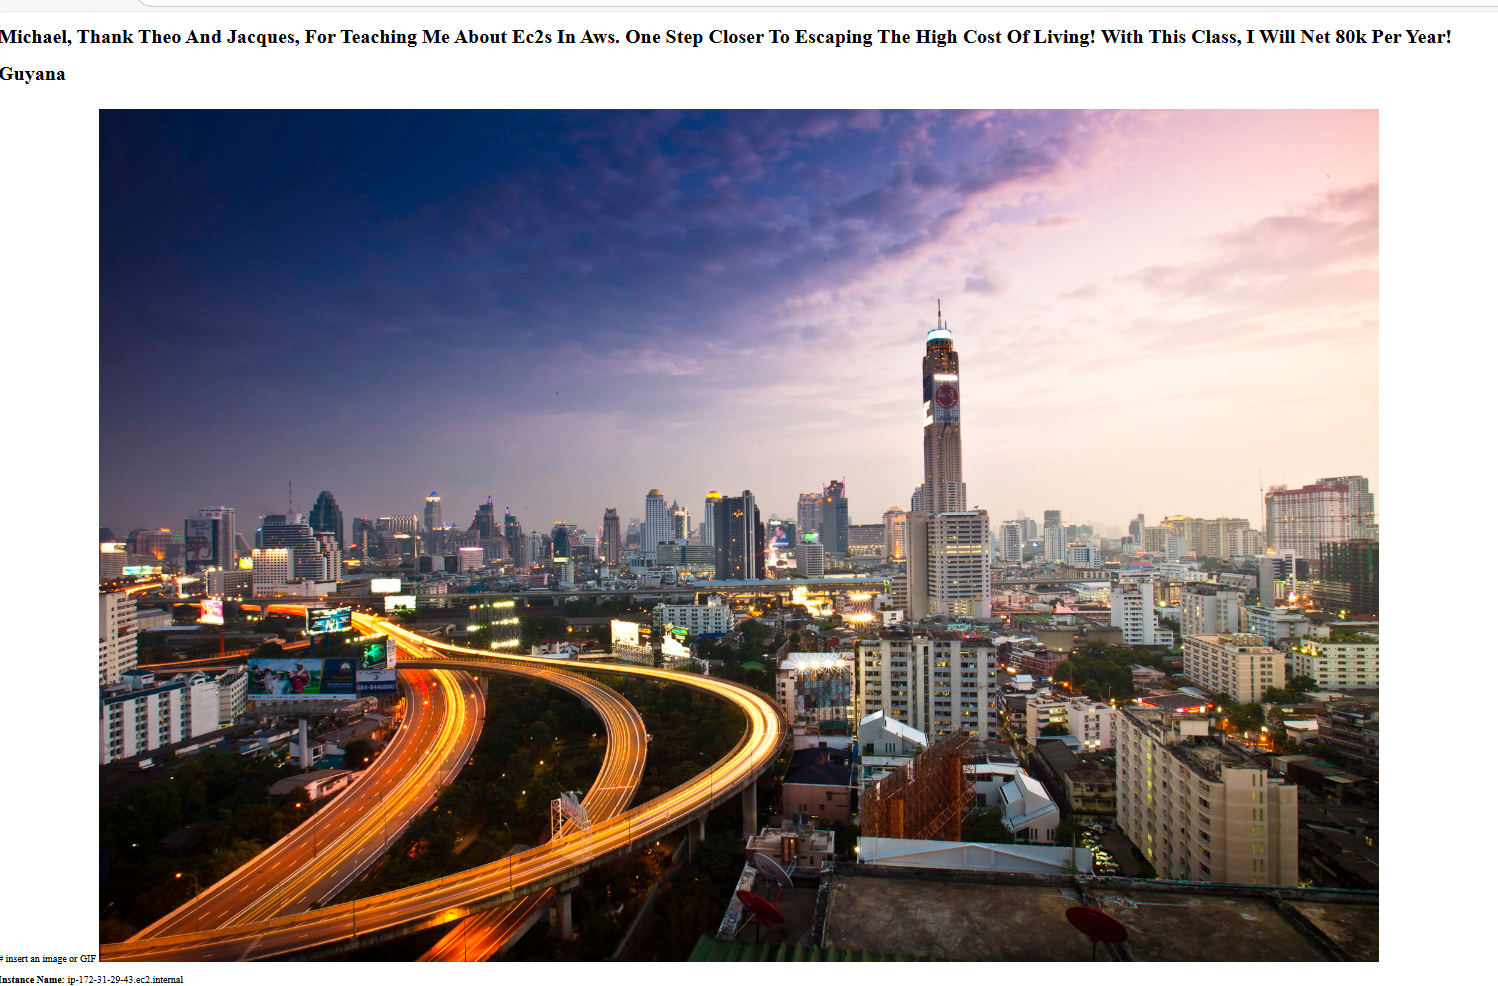 Michael, Thank Theo And Jacques, For Teaching Me About Ec2s In Aws. One Step Closer To Escaping The High Cost Of Living! With This Class, I Will Net 80k Per Year!
Guyana
084-9446880
# insert an image or GIF
Instance Name: ip-172-31-29-43.ec2.internal